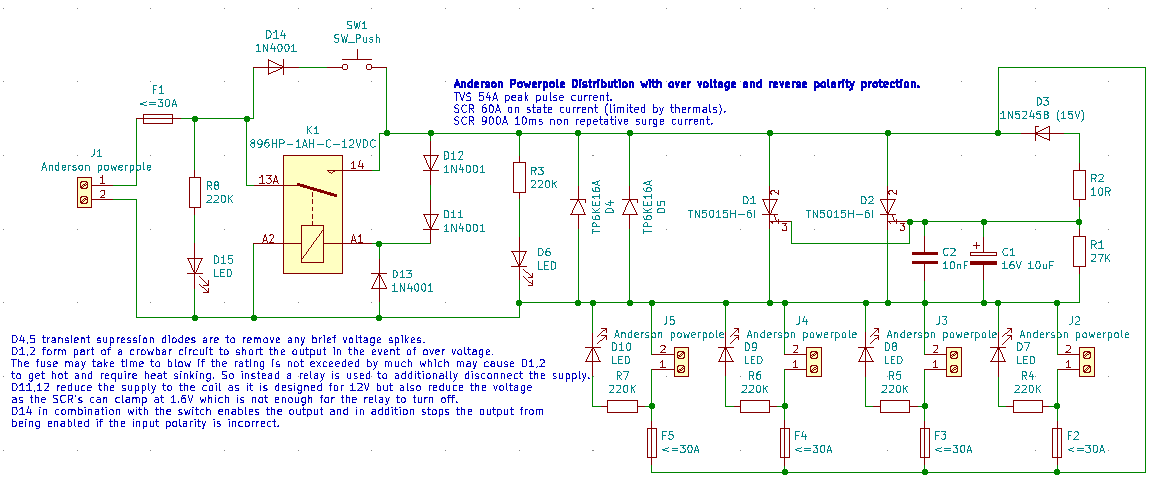 D14
1N4001
SW1
SW_Push
Anderson Powerpole Distribution with over voltage and reverse polarity protection.
TVS 54A peak pulse current.
SCR 60A on state current (limited by thermals).
SCR 900A 10ms non repetative surge current.
F1
<=30A
D3
1N5245B (15V)
K1
896HP-1AH-C-12VDC
J1
Anderson powerpole
1
2
13A
14
A2
A1
R8
220K
D15
LED
D12
1N4001
D11
1N4001
D13
1N4001
R3
220K
D6
LED
TP6KE16A
D4
TP6KE16A
D5
D1
TN5015H-6I
2
3
D2
TN5015H-6I
2
3
R2
10R
C2
10nF
+
C1
16V 10uF
R1
27K
D4,5 transient supression diodes are to remove any brief voltage spikes.
D1,2 form part of a crowbar circuit to short the output in the event of over voltage.
The fuse may take time to blow if the rating is not exceeded by much which may cause D1,2
to get hot and require heat sinking. So instead a relay is used to additionally disconnect the supply.
D11,12 reduce the supply to the coil as it is designed for 12V but also reduce the voltage
as the SCR's can clamp at 1.6V which is not enough for the relay to turn off.
D14 in combination with the switch enables the output and in addition stops the output from
being enabled if the input polarity is incorrect.
J5
Anderson powerpole
D10
LED
2
1
R7
220K
F5
<=30A
J4
Anderson powerpole
D9
LED
2
1
R6
220K
F4
<=30A
J3
Anderson powerpole
D8
LED
2
1
R5
220K
F3
<=30A
J2
Anderson powerpole
D7
LED
2
1
R4
220K
F2
<=30A